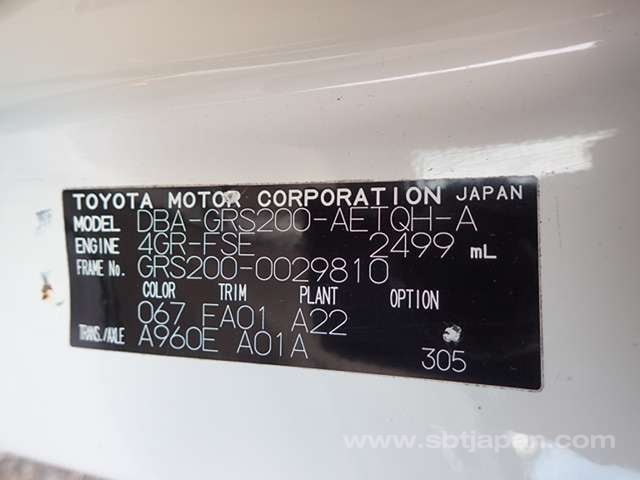 TOYOTA MOTOR CORPORATION JAPAN
MODEL DBA-GRS200-AETQH-A
ENGINE 4GR-FSE 2499 mL
FRAME No. GRS200-0029810
COLOR TRIM PLANT OPTION
067 FA01 A22
TRANS./AXLE A960E A01A
305
www.sbtjapan.com